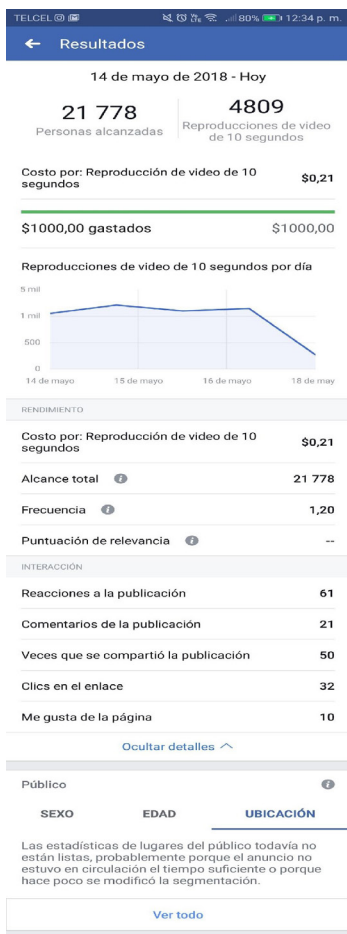 TELCEL 80% 12:34 p. m.
Resultados
14 de mayo de 2018 - Hoy
21 778
Personas alcanzadas
4809
Reproducciones de video
de 10 segundos
Costo por: Reproducción de video de 10
segundos
$0,21
$1000,00 gastados $1000,00
Reproducciones de video de 10 segundos por día
5 mil
1 mil
500
0
14 de mayo 15 de mayo 16 de mayo 18 de may
RENDIMIENTO
Costo por: Reproducción de video de 10
segundos
$0,21
Alcance total 21 778
Frecuencia 1,20
Puntuación de relevancia --
INTERACCIÓN
Reacciones a la publicación 61
Comentarios de la publicación 21
Veces que se compartió la publicación 50
Clics en el enlace 32
Me gusta de la página 10
Ocultar detalles
Público
SEXO EDAD UBICACIÓN
Las estadísticas de lugares del público todavía no
están listas, probablemente porque el anuncio no
estuvo en circulación el tiempo suficiente o porque
hace poco se modificó la segmentación.
Ver todo